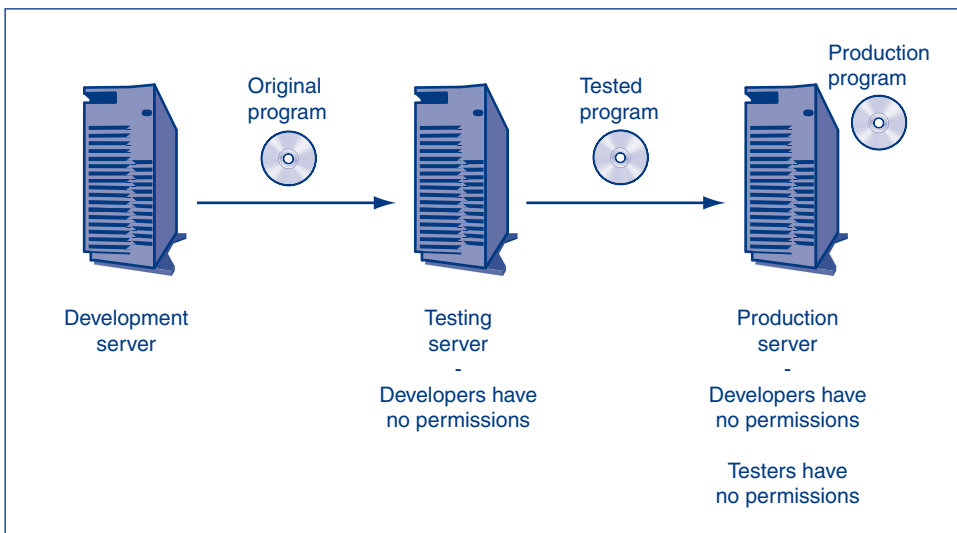 Original
program
Tested
program
Production
program
Development
server
Testing
server
-
Developers have
no permissions
Production
server
-
Developers have
no permissions
Testers have
no permissions